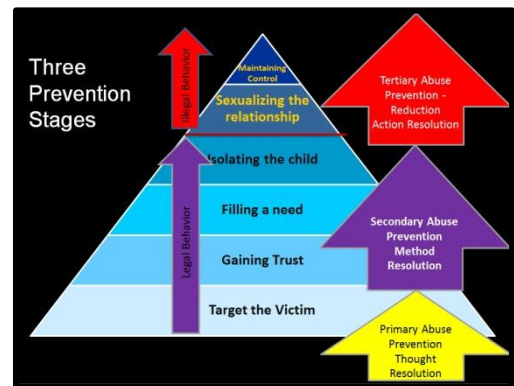 Three
Prevention
Stages
Illegal Behavior
Legal Behavior
Maintaining
Control
Sexualizing the
relationship
Isolating the child
Filling a need
Gaining Trust
Target the Victim
Tertiary Abuse
Prevention -
Reduction
Action Resolution
Secondary Abuse
Prevention
Method
Resolution
Primary Abuse
Prevention
Thought
Resolution